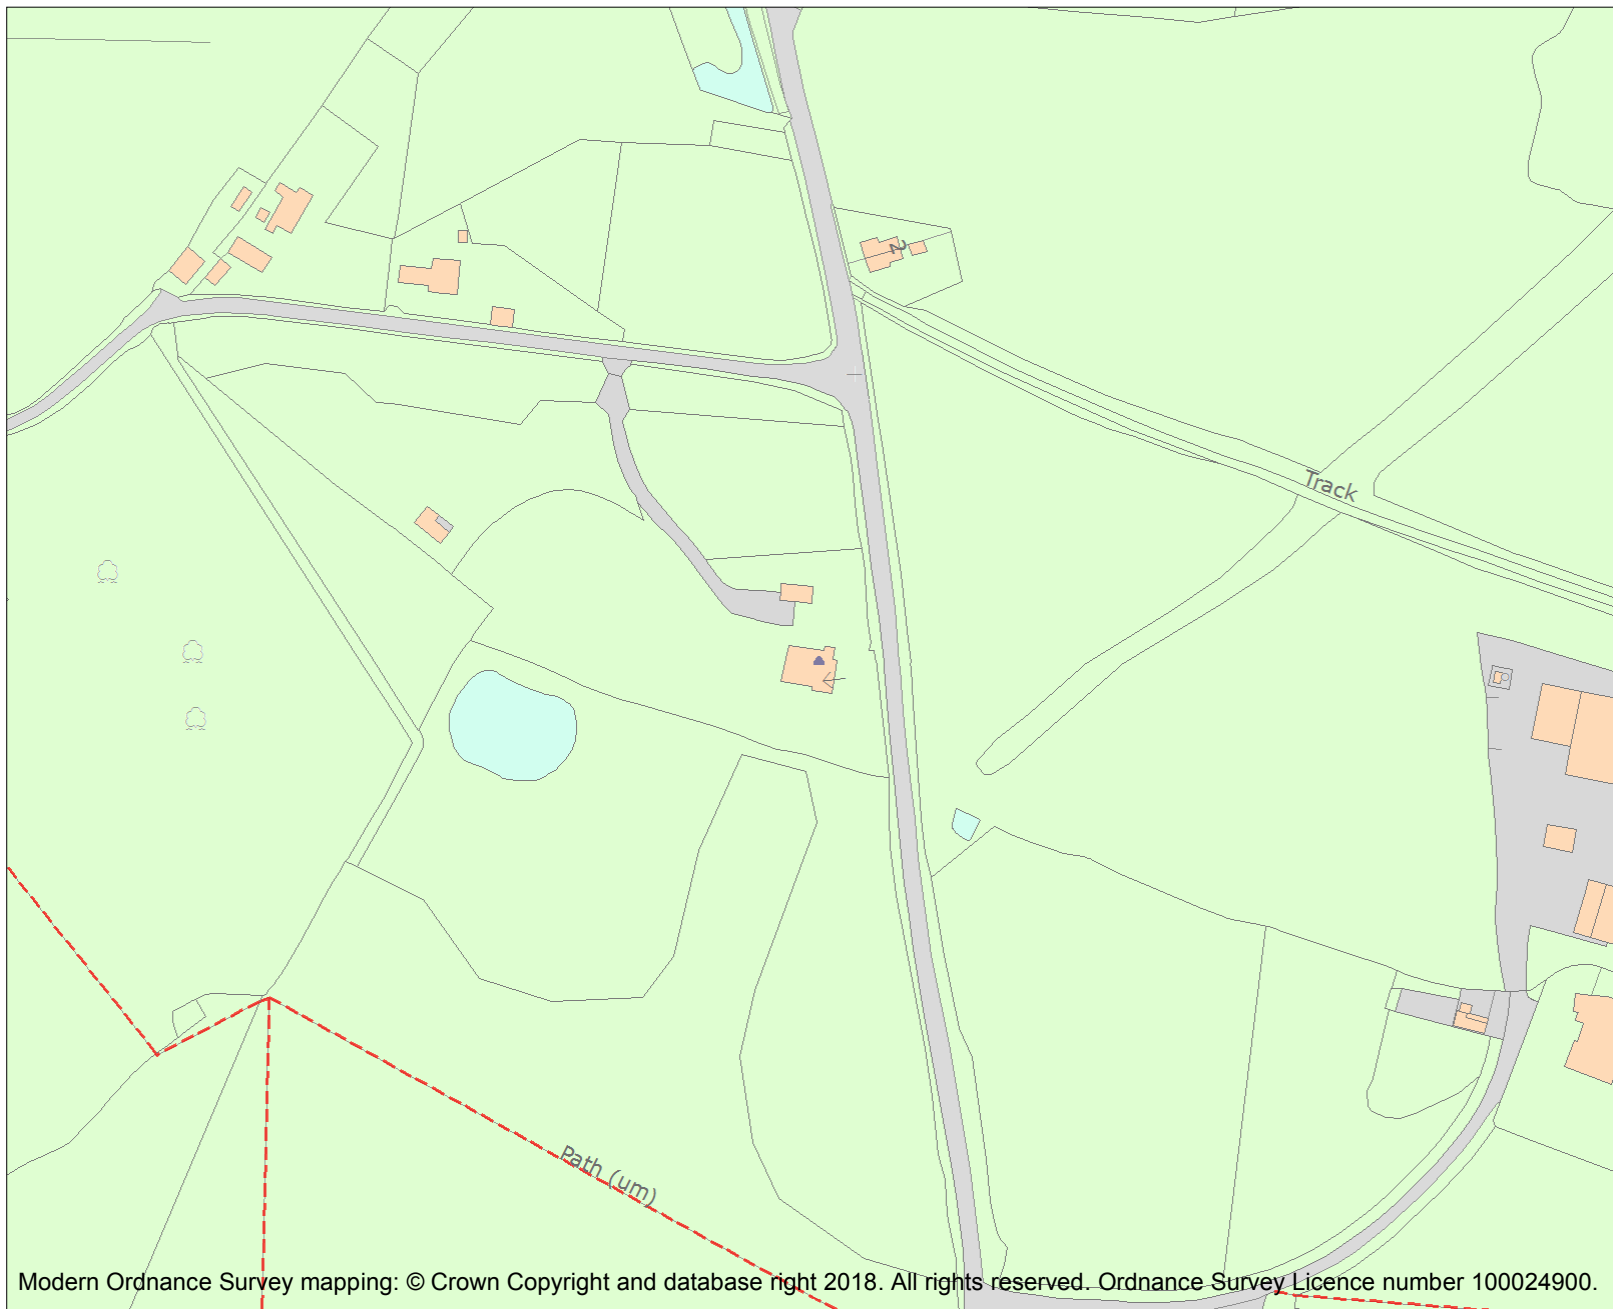 2
Track
Path (um)
Modern Ordnance Survey mapping: © Crown Copyright and database right 2018. All rights reserved. Ordnance Survey Licence number 100024900.